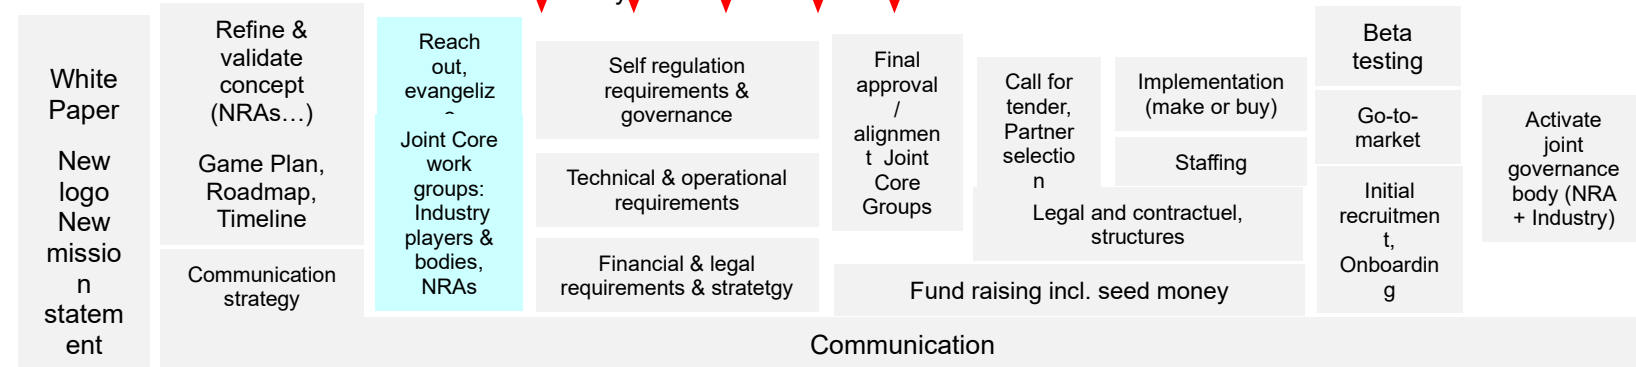 White
Paper
New
logo
New
missio
n
statem
ent
Refine &
validate
concept
(NRAs…)
Game Plan,
Roadmap,
Timeline
Communication
strategy
Reach
out,
evangeliz
Joint Core
work
groups:
Industry
players &
bodies,
NRAs
Self regulation
requirements &
governance
Technical & operational
requirements
Financial & legal
requirements & stratetgy
Final
approval
/
alignmen
t Joint
Core
Groups
Call for
tender,
Partner
selectio
n
Implementation
(make or buy)
Staffing
Legal and contractuel,
structures
Fund raising incl. seed money
Beta
testing
Go-to-
market
Initial
recruitmen
t,
Onboardin
g
Activate
joint
governance
body (NRA
+ Industry)
Communication